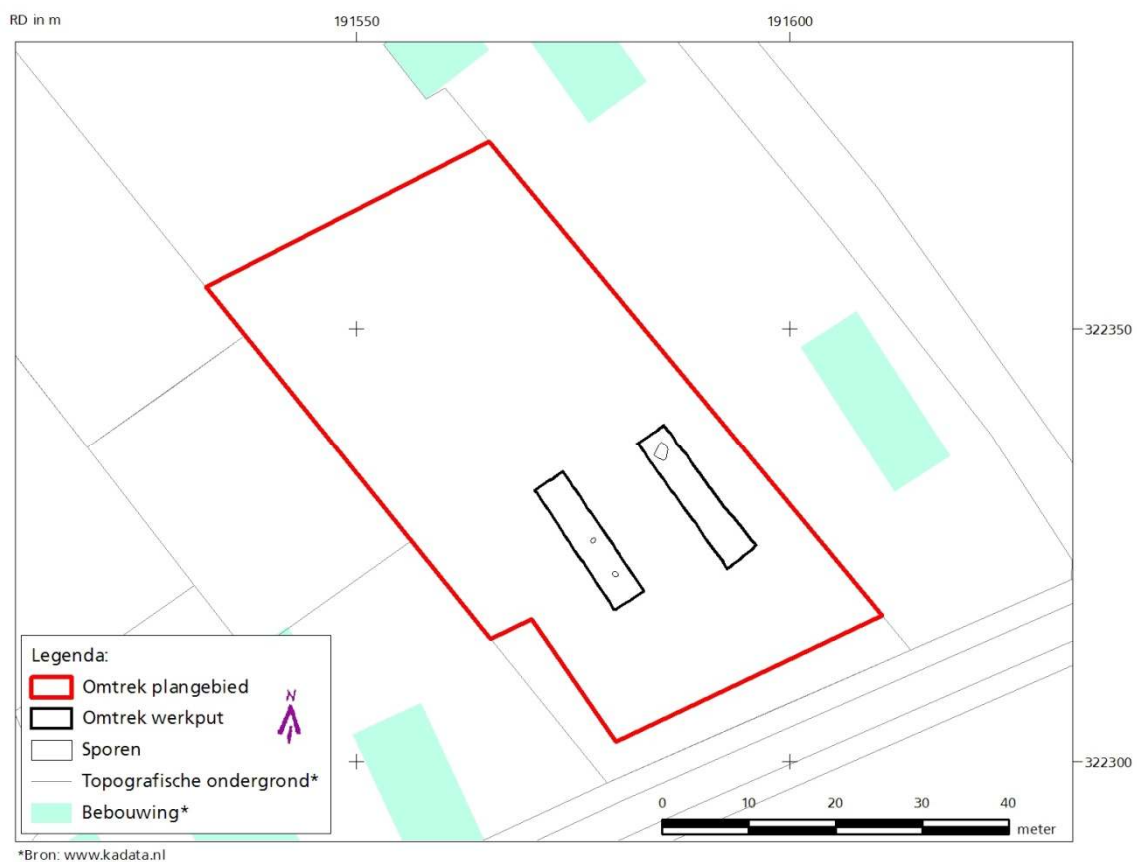 RD in m
191550
191600
322350
322300
Legenda:
Omtrek plangebied
Omtrek werkput
Sporen
Topografische ondergrond*
Bebouwing*
N
0 10 20 30 40
meter
*Bron: www.kadata.nl